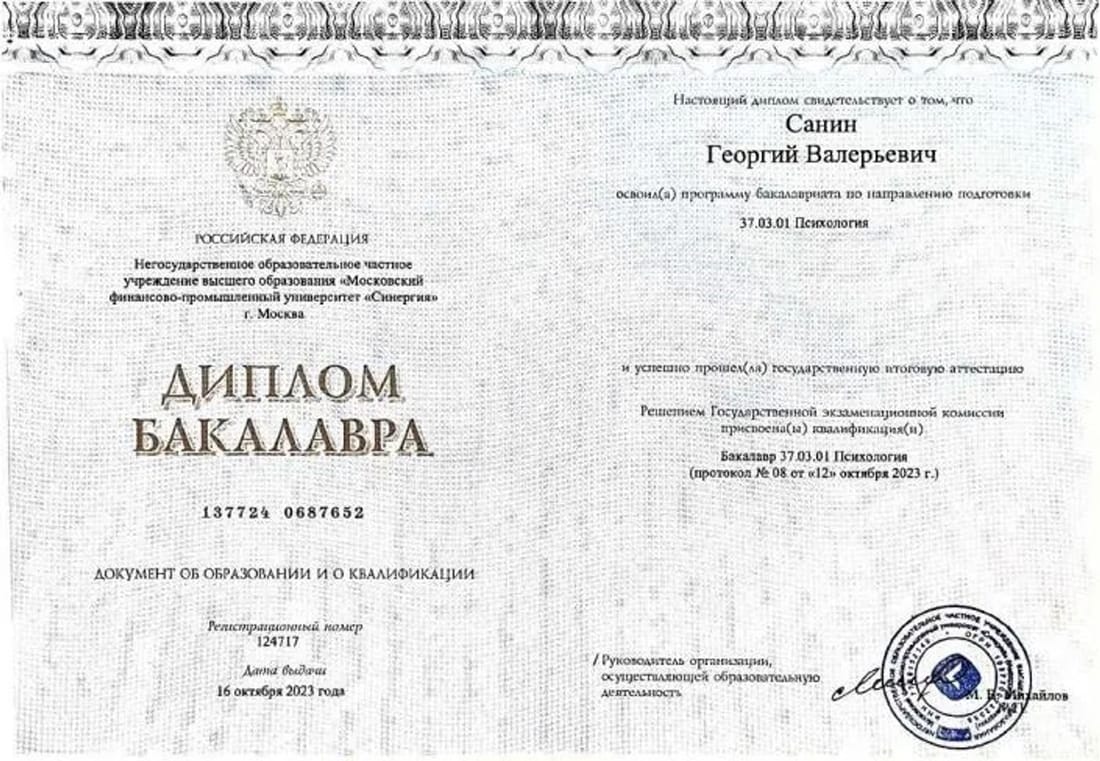 РОССИЙСКАЯ ФЕДЕРАЦИЯ
Негосударственное образовательное частное
учреждение высшего образования «Московский
финансово-промышленный университет «Синергия»
г. Москва
ДИПЛОМ
БАКАЛАВРА
137724 0687652
ДОКУМЕНТ ОБ ОБРАЗОВАНИИ И О КВАЛИФИКАЦИИ
Регистрационный номер
124717
Дата выдачи
16 октября 2023 года
Настоящий диплом свидетельствует о том, что
Санин
Георгий Валерьевич
освоил(а) программу бакалавриата по направлению подготовки
37.03.01 Психология
и успешно прошел(ла) государственную итоговую аттестацию
Решением Государственной экзаменационной комиссии
присвоена(ы) квалификация(и)
Бакалавр 37.03.01 Психология
(протокол № 08 от «12» октября 2023 г.)
/ Руководитель организации,
осуществляющей образовательную
деятельность
М. В. Михайлов